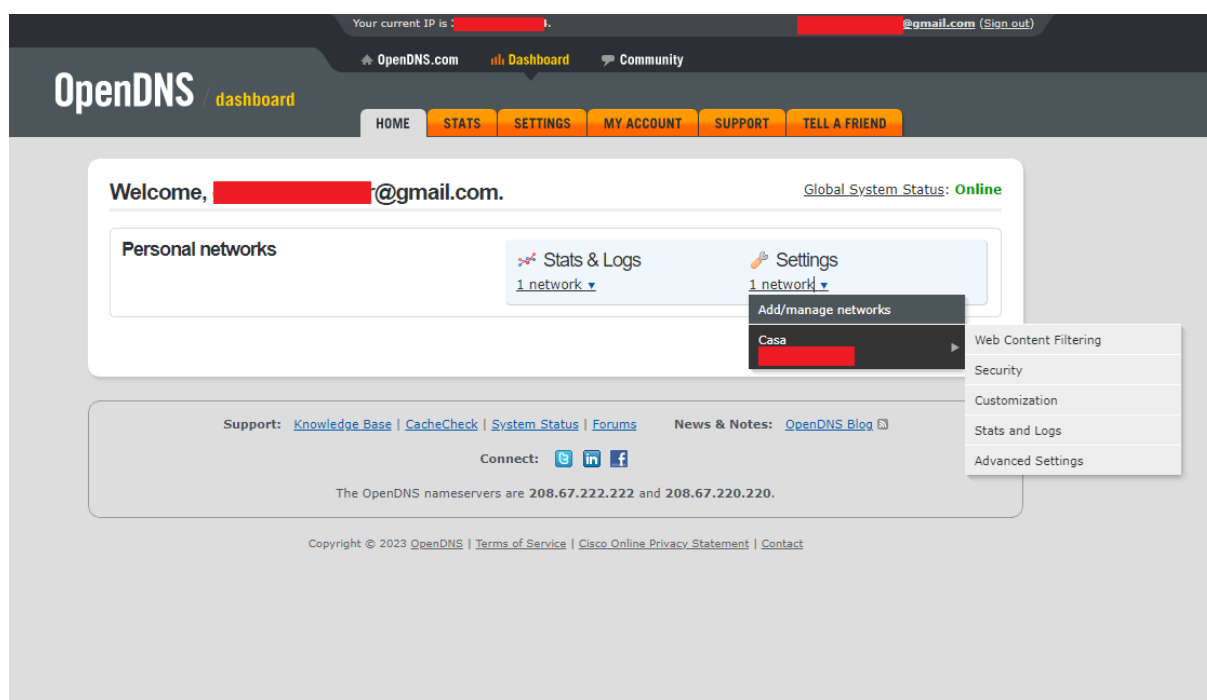 Your current IP is
@gmail.com (Sign out)
OpenDNS.com Dashboard Community
OpenDNS / dashboard
HOME STATS SETTINGS MY ACCOUNT SUPPORT TELL A FRIEND
Welcome, @gmail.com.
Global System Status: Online
Personal networks
Stats & Logs
1 network ▼
Settings
1 network ▼
Add/manage networks
Casa
Web Content Filtering
Security
Customization
Stats and Logs
Advanced Settings
Support: Knowledge Base | CacheCheck | System Status | Forums News & Notes: OpenDNS Blog
Connect:
The OpenDNS nameservers are 208.67.222.222 and 208.67.220.220.
Copyright © 2023 OpenDNS | Terms of Service | Cisco Online Privacy Statement | Contact